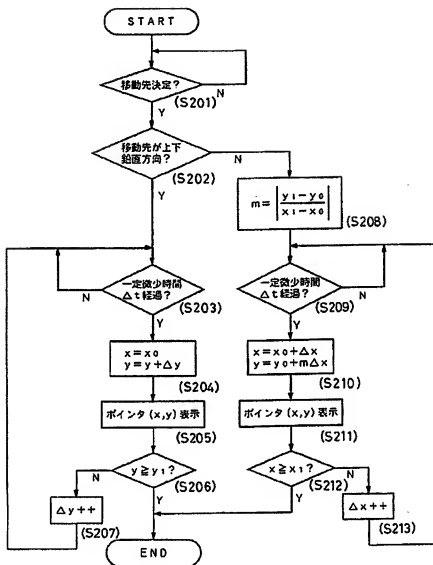 START
移動先決定?
N
(S201)
Y
移動先が上下
鉛直方向?
N
(S202)
Y
m=|y1-y0/x1-x0|
(S208)
一定微少時間
Δt経過?
N
(S203)
Y
一定微少時間
Δt経過?
N
(S209)
Y
x=x0
y=y+Δy
(S204)
x=x0+Δx
y=y0+mΔx
(S210)
ポインタ(x,y)表示
(S205)
ポインタ(x,y)表示
(S211)
y≧y1?
N
(S206)
Y
x≧x1?
N
(S212)
Y
Δy++
(S207)
Δx++
(S213)
END